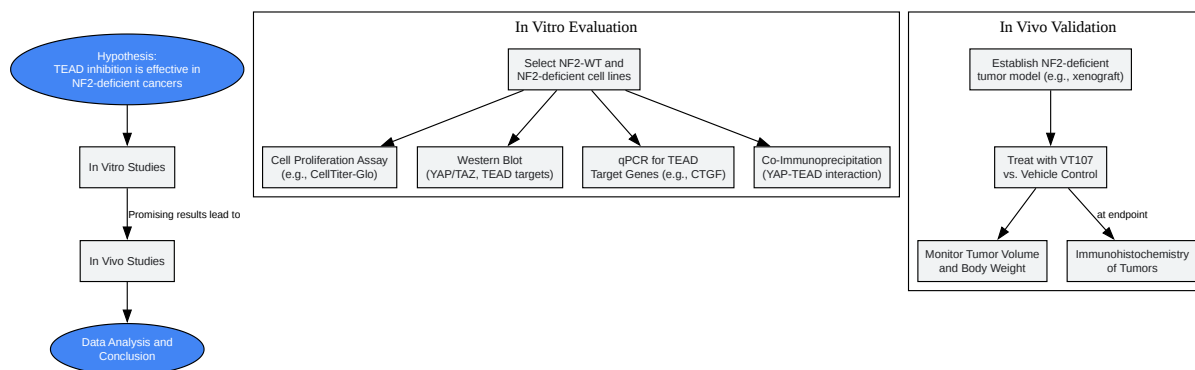 Hypothesis:
TEAD inhibition is effective in
NF2-deficient cancers
In Vitro Studies
Promising results lead to
In Vivo Studies
Data Analysis and
Conclusion
In Vitro Evaluation
Select NF2-WT and
NF2-deficient cell lines
Cell Proliferation Assay
(e.g., CellTiter-Glo)
Western Blot
(YAP/TAZ, TEAD targets)
qPCR for TEAD
Target Genes (e.g., CTGF)
Co-Immunoprecipitation
(YAP-TEAD interaction)
In Vivo Validation
Establish NF2-deficient
tumor model (e.g., xenograft)
Treat with VT107
vs. Vehicle Control
at endpoint
Monitor Tumor Volume
and Body Weight
Immunohistochemistry
of Tumors